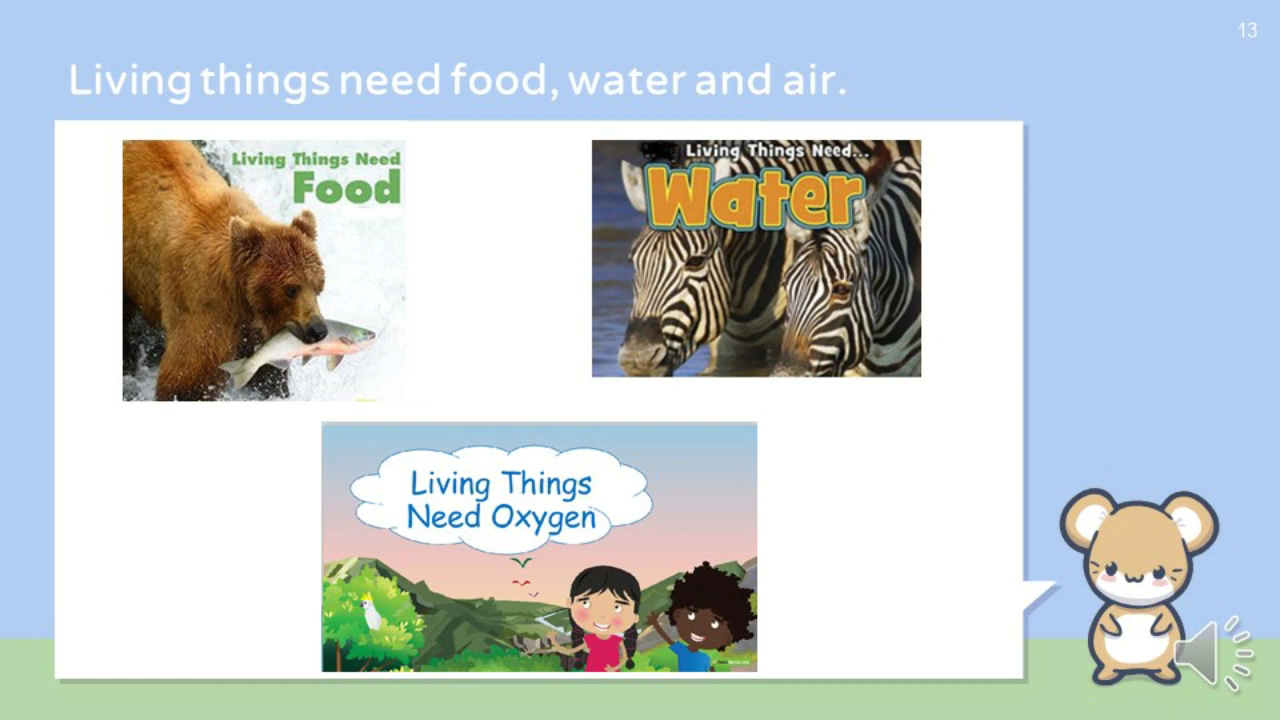 13
Living things need food, water and air.
Living Things Need
Food
Living Things Need...
Water
Living Things
Need Oxygen